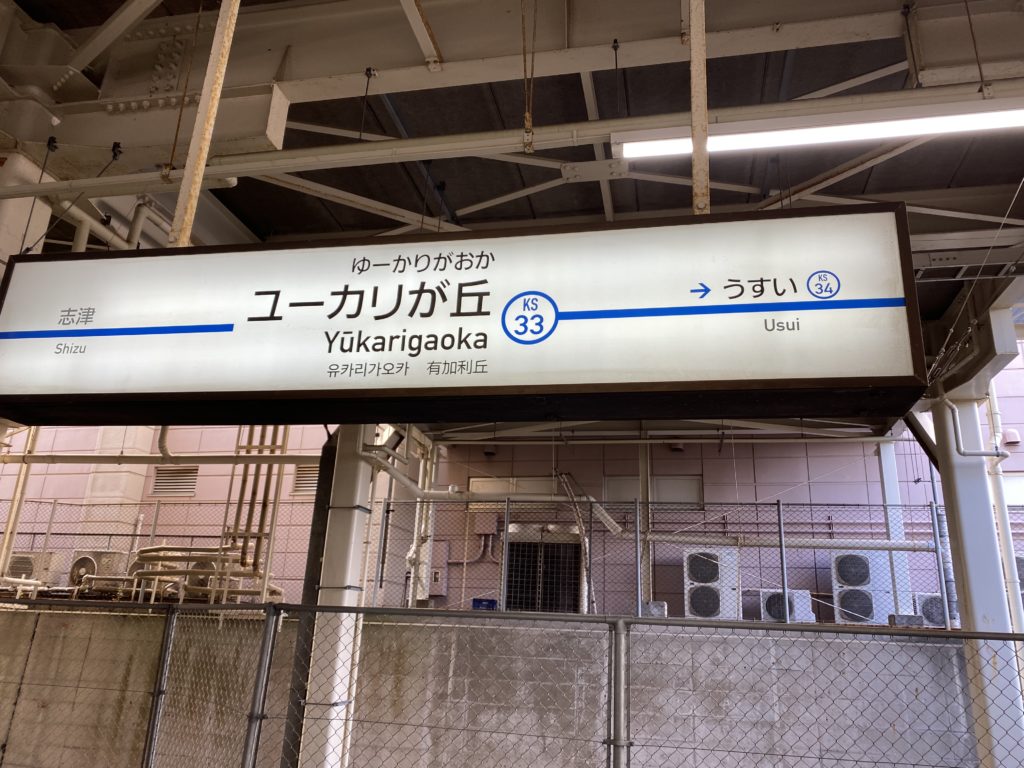 志津
Shizu
ゆーかりがおか
ユーカリが丘
Yūkarigaoka
유카리가오카 有加利丘
KS
33
→ うすい
KS
34
Usui